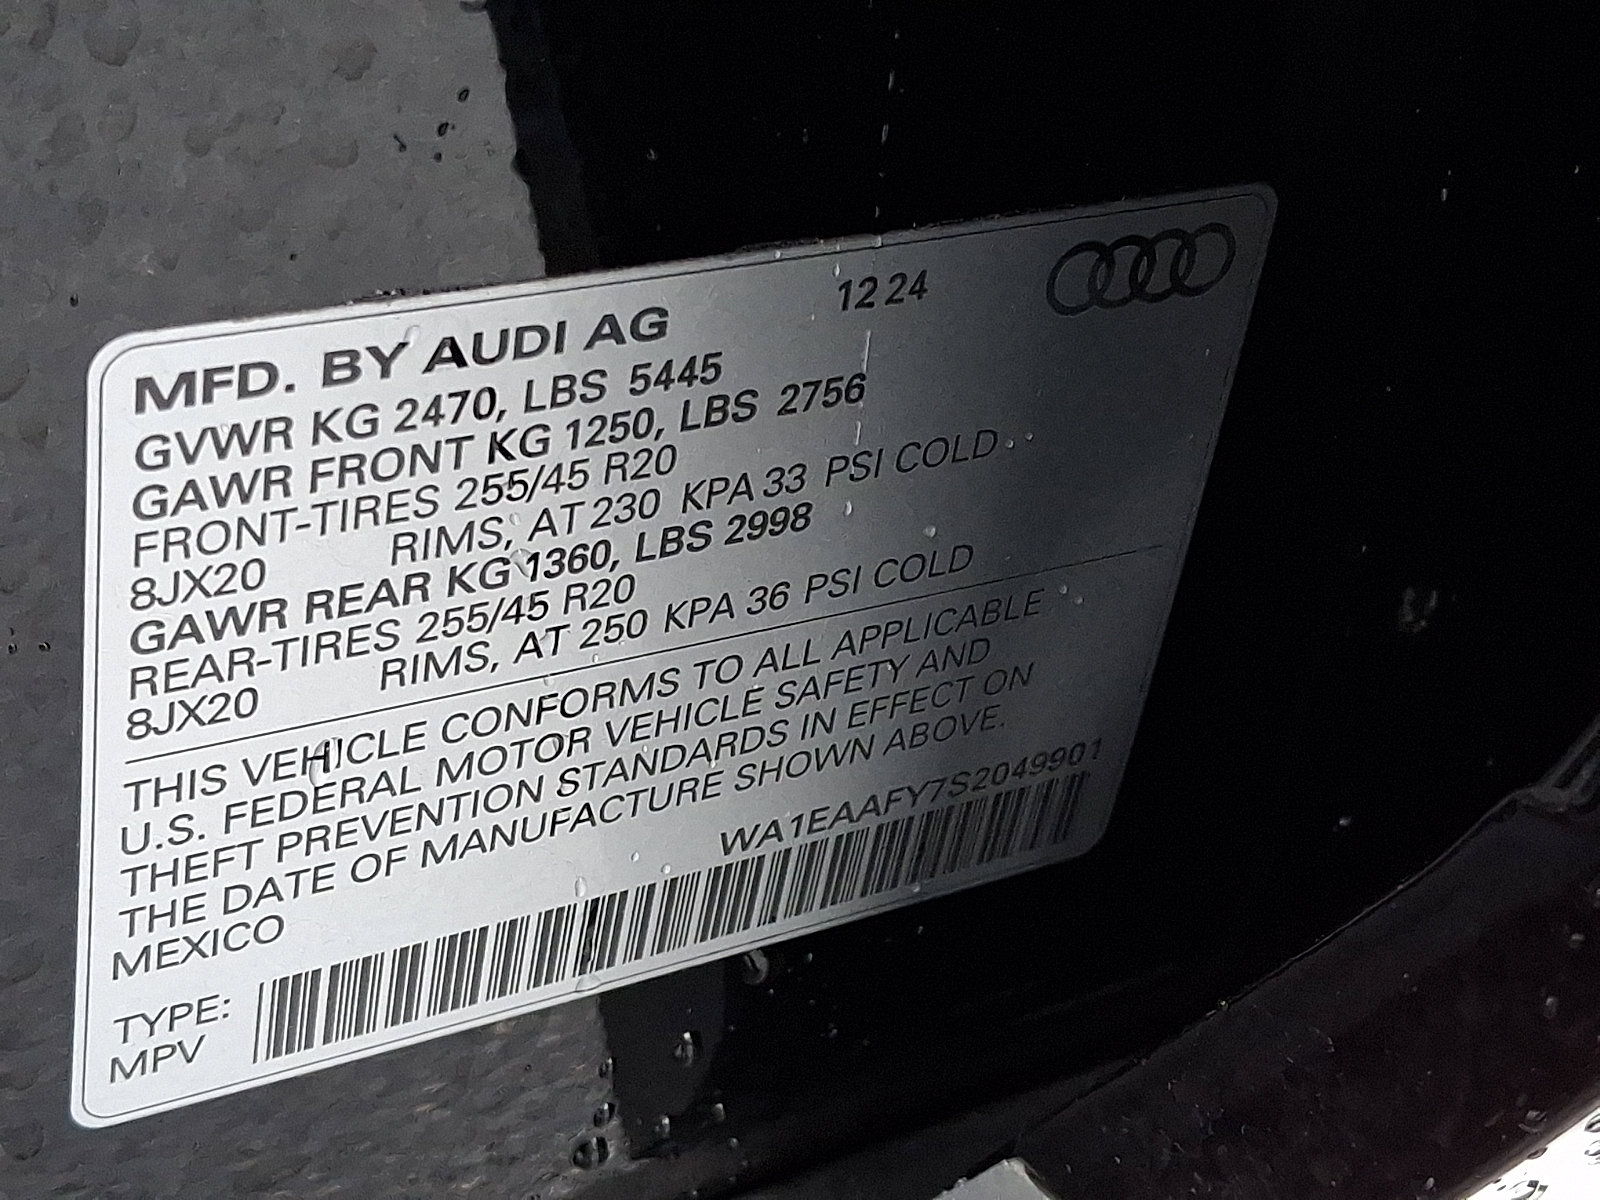 12 24
MFD. BY AUDI AG
GVWR KG 2470, LBS 5445
GAWR FRONT KG 1250, LBS 2756
FRONT-TIRES 255/45 R20
8JX20 RIMS, AT 230 KPA 33 PSI COLD
GAWR REAR KG 1360, LBS 2998
REAR-TIRES 255/45 R20
8JX20 RIMS, AT 250 KPA 36 PSI COLD
THIS VEHICLE CONFORMS TO ALL APPLICABLE
U.S. FEDERAL MOTOR VEHICLE SAFETY AND
THEFT PREVENTION STANDARDS IN EFFECT ON
THE DATE OF MANUFACTURE SHOWN ABOVE.
MEXICO
WA1EAAFY7S2049901
TYPE:
MPV